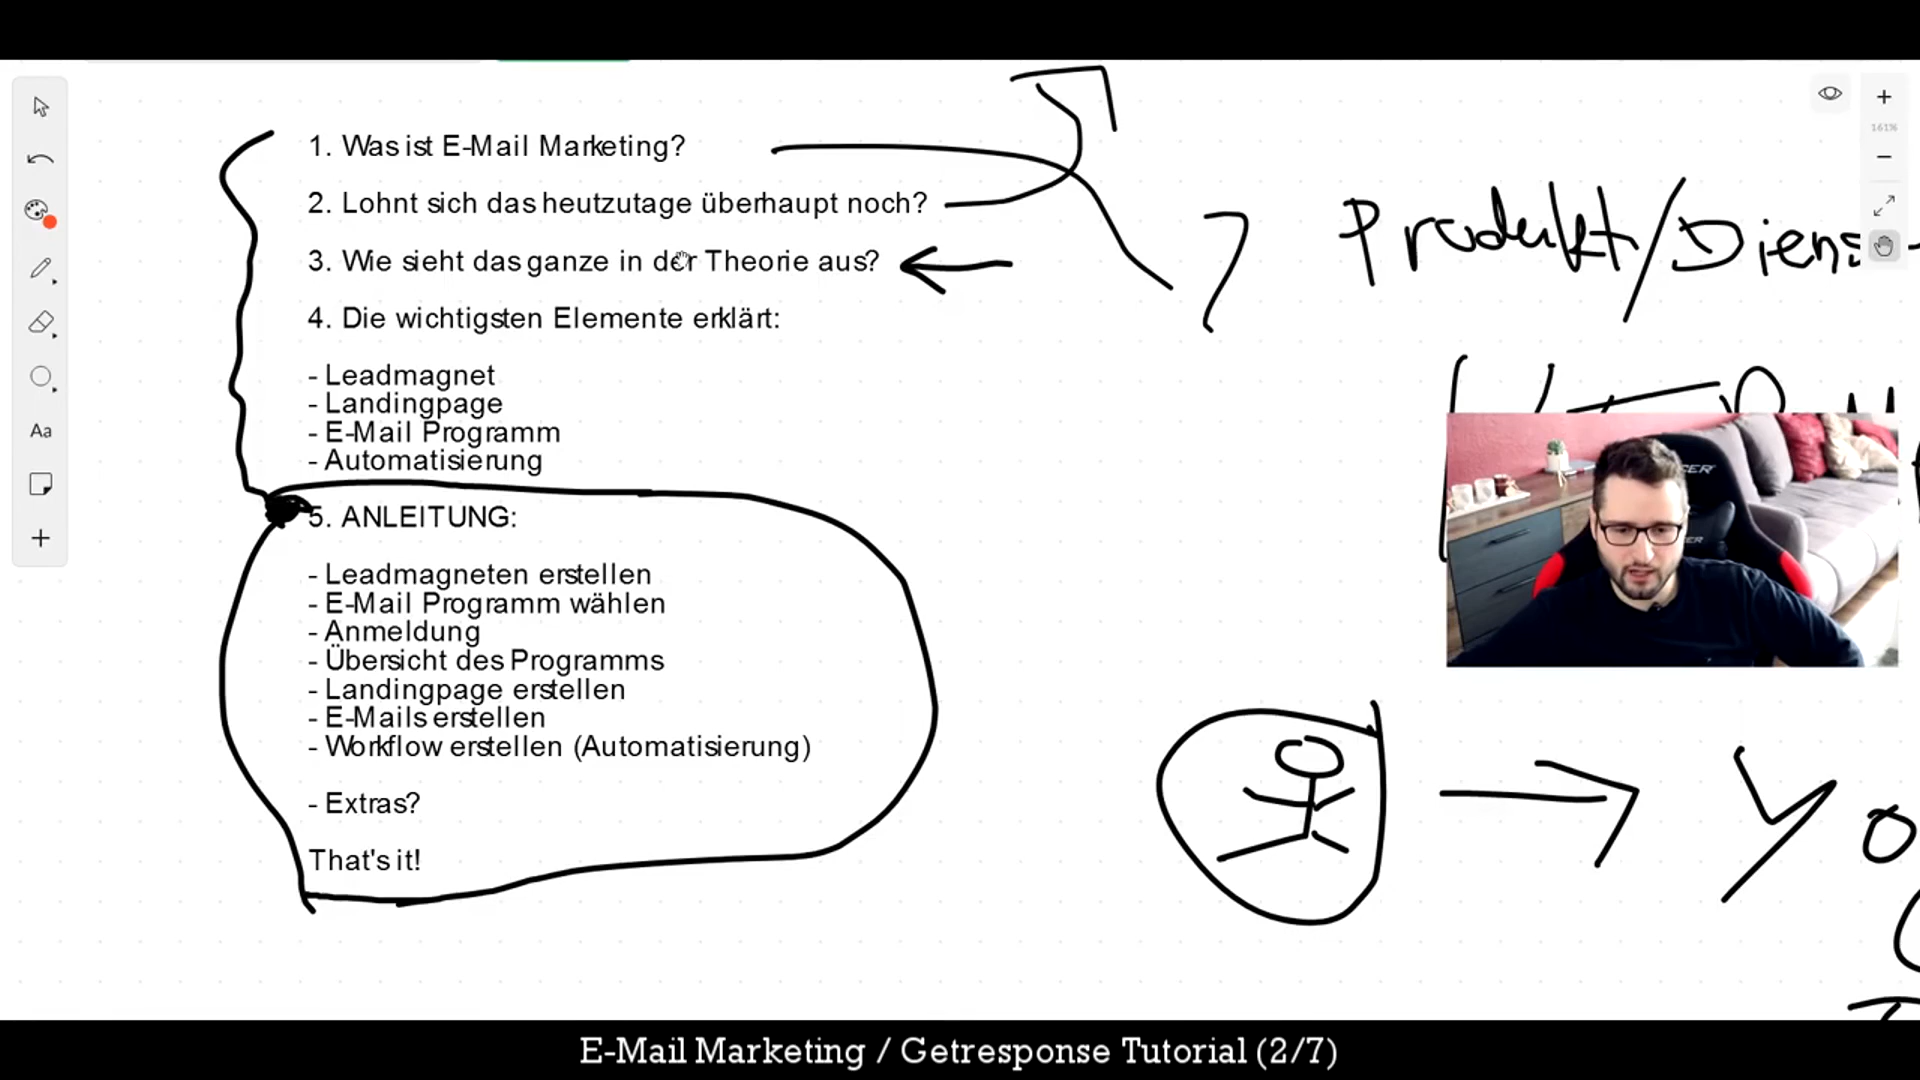 161%
1. Was ist E-Mail Marketing?
2. Lohnt sich das heutzutage überhaupt noch?
3. Wie sieht das ganze in der Theorie aus?
4. Die wichtigsten Elemente erklärt:
- Leadmagnet
- Landingpage
- E-Mail Programm
- Automatisierung
5. ANLEITUNG:
- Leadmagneten erstellen
- E-Mail Programm wählen
- Anmeldung
- Übersicht des Programms
- Landingpage erstellen
- E-Mails erstellen
- Workflow erstellen (Automatisierung)
- Extras?
That's it!
Produkt/Diens
Aa
E-Mail Marketing / Getresponse Tutorial (2/7)